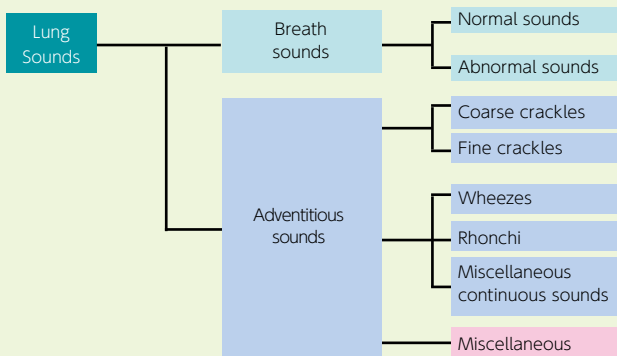 Lung
Sounds
Breath
sounds
Normal sounds
Abnormal sounds
Adventitious
sounds
Coarse crackles
Fine crackles
Wheezes
Rhonchi
Miscellaneous
continuous sounds
Miscellaneous